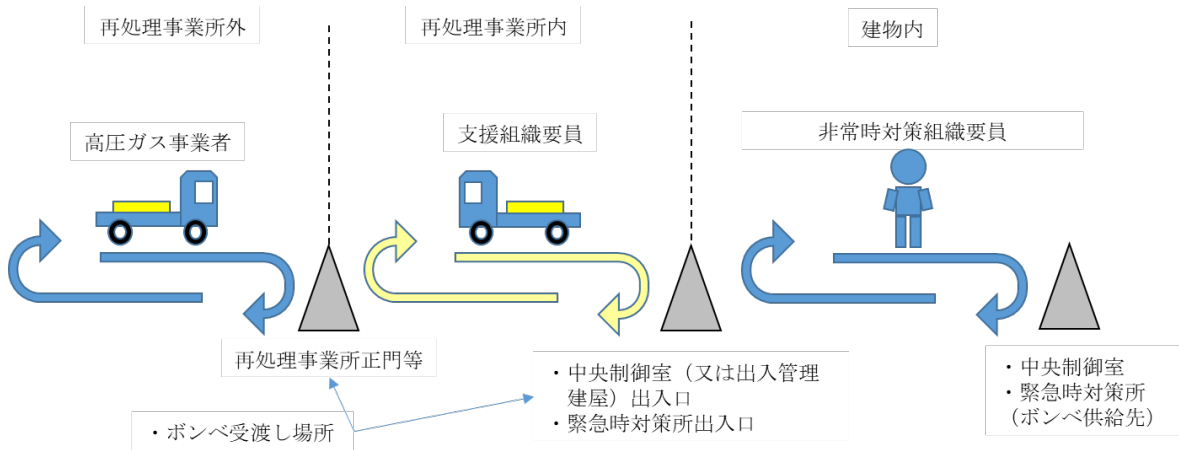 再処理事業所外
再処理事業所内
建物内
高圧ガス事業者
支援組織要員
非常時対策組織要員
再処理事業所正門等
・中央制御室（又は出入管理
建屋）出入口
・緊急時対策所出入口
・中央制御室
・緊急時対策所
（ボンベ供給先）
・ボンベ受渡し場所